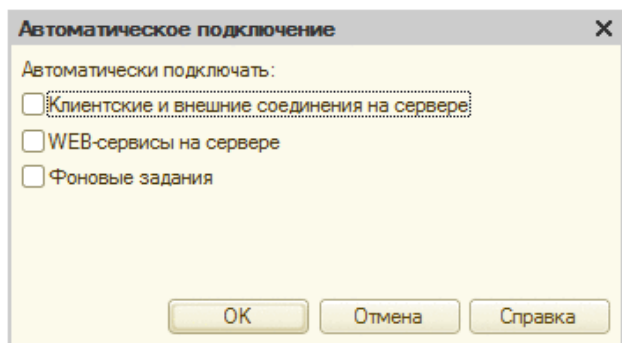 Автоматическое подключение
Автоматически подключать:
Клиентские и внешние соединения на сервере
WEB-сервисы на сервере
Фоновые задания
OK Отмена Справка